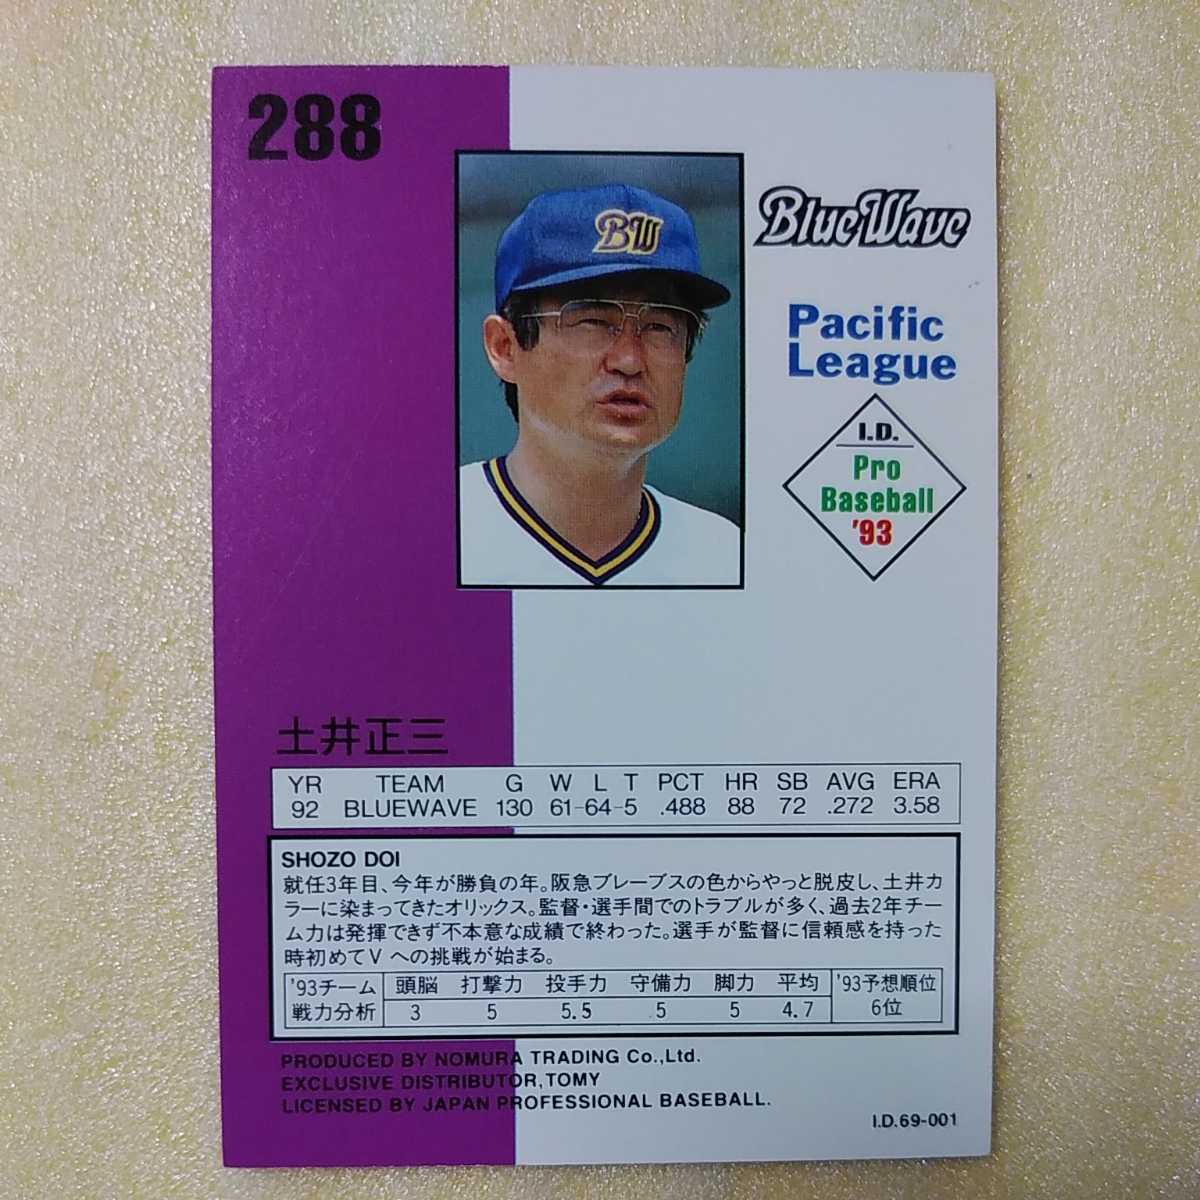 288
BW
BlueWave
Pacific
League
I.D.
Pro
Baseball
'93
土井正三
YR TEAM G W L T PCT HR SB AVG ERA
92 BLUEWAVE 130 61-64-5 .488 88 72 .272 3.58
SHOZO DOI
就任3年目、今年が勝負の年。阪急ブレーブスの色からやっと脱皮し、土井カ
ラーに染まってきたオリックス。監督・選手間でのトラブルが多く、過去2年チー
ム力は発揮できず不本意な成績で終わった。選手が監督に信頼感を持った
時初めてV への挑戦が始まる。
'93チーム 頭脳 打撃力 投手力 守備力 脚力 平均 '93予想順位
戦力分析 3 5 5.5 5 5 4.7 6位
PRODUCED BY NOMURA TRADING Co.,Ltd.
EXCLUSIVE DISTRIBUTOR,TOMY
LICENSED BY JAPAN PROFESSIONAL BASEBALL.
I.D.69-001